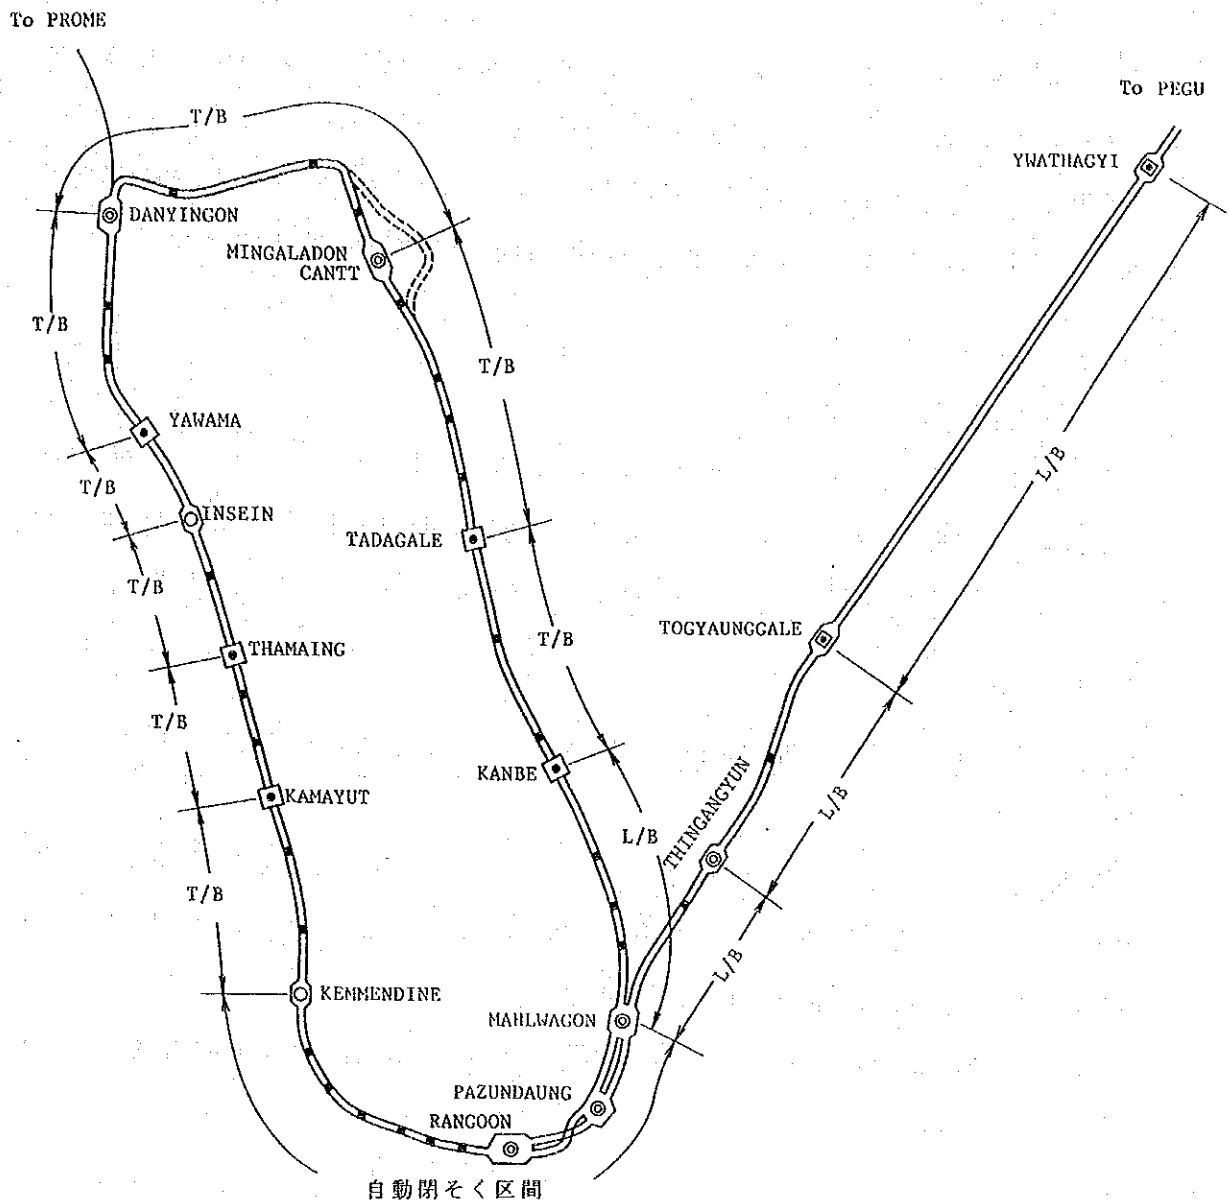 To PROME
To PEGU
T/B
YWATHAGYI
DANYINGON
MINGALADON
CANTT
T/B
T/B
YAWAMA
L/B
T/B
INSEIN
TADAGALE
T/B
TOGYAUNGGALE
T/B
THAMAING
T/B
KANBE
THINGANGYUN
KAMAYUT
L/B
L/B
T/B
L/B
KEMMENDINE
MAHLWAGON
PAZUNDAUNG
RANGOON
自動閉そく区間